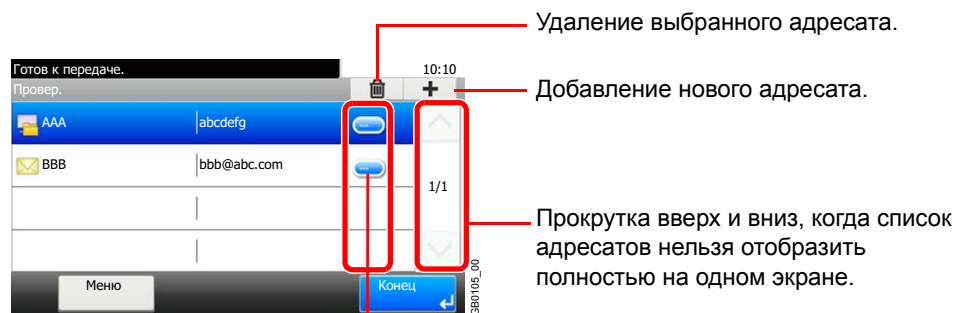 Удаление выбранного адресата.
Готов к передаче.
10:10
Провер.
Добавление нового адресата.
AAA
abcdefg
BBB
bbb@abc.com
1/1
Прокрутка вверх и вниз, когда список
адресатов нельзя отобразить
полностью на одном экране.
Меню
Конец
GB0105_00